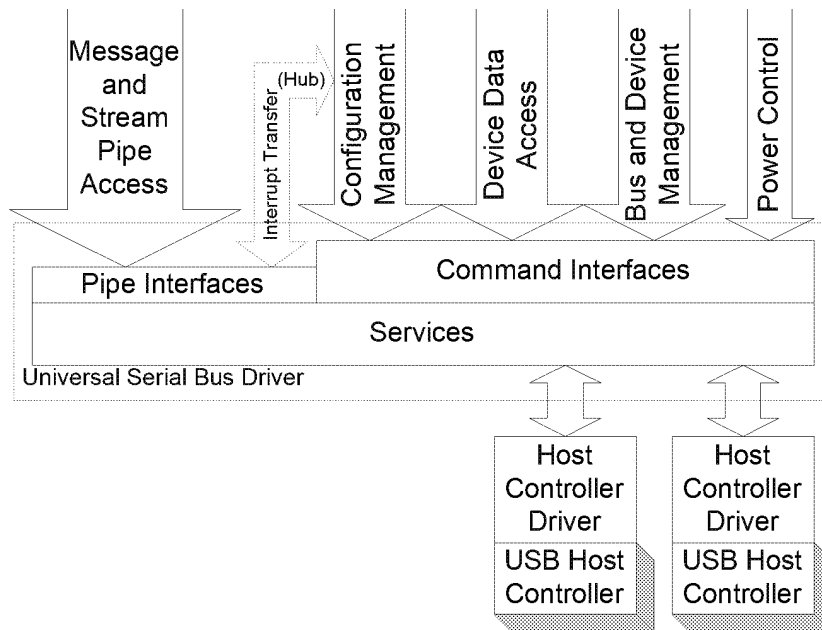 Message
and
Stream
Pipe
Access
(Hub)
Interrupt Transfer
Configuration
Management
Device Data
Access
Bus and Device
Management
Power Control
Pipe Interfaces
Command Interfaces
Services
Universal Serial Bus Driver
Host
Controller
Driver
USB Host
Controller
Host
Controller
Driver
USB Host
Controller